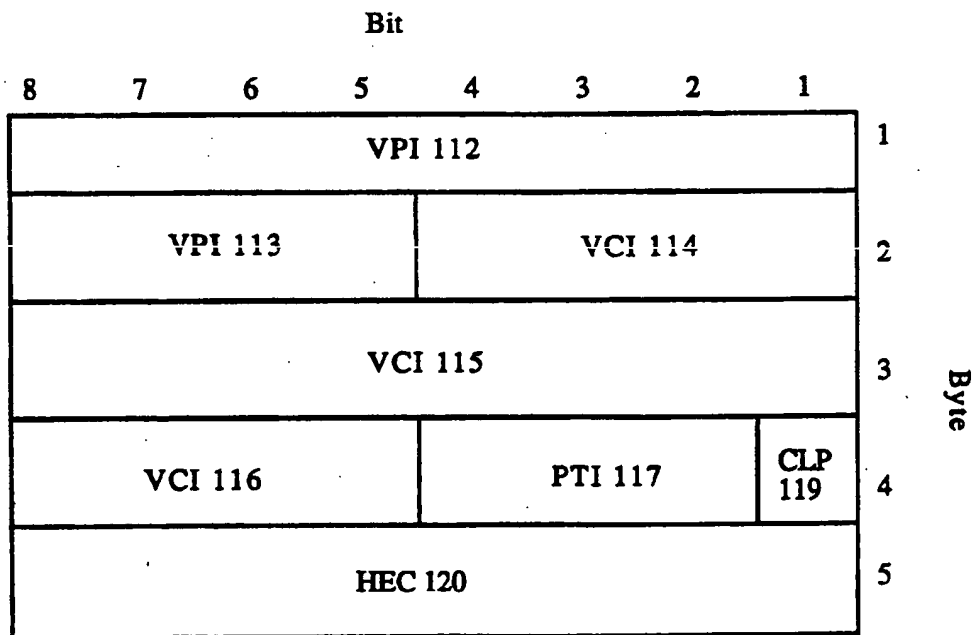 Bit
8 7 6 5 4 3 2 1
VPI 112 1
VPI 113 VCI 114 2
VCI 115 3
Byte
VCI 116 PTI 117 CLP 119 4
HEC 120 5